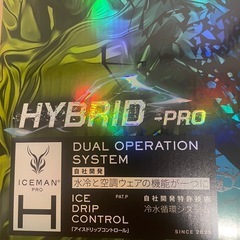 HYBRID-PRO
ICEMAN®
PRO
DUAL OPERATION
SYSTEM
自社開発
水冷と空調ウェアの機能が一つに
H
ICE
DRIP
CONTROL
「アイスドリップコントロール」
PAT.P
自社開発特許技術
冷水循環システム
SINCE 202